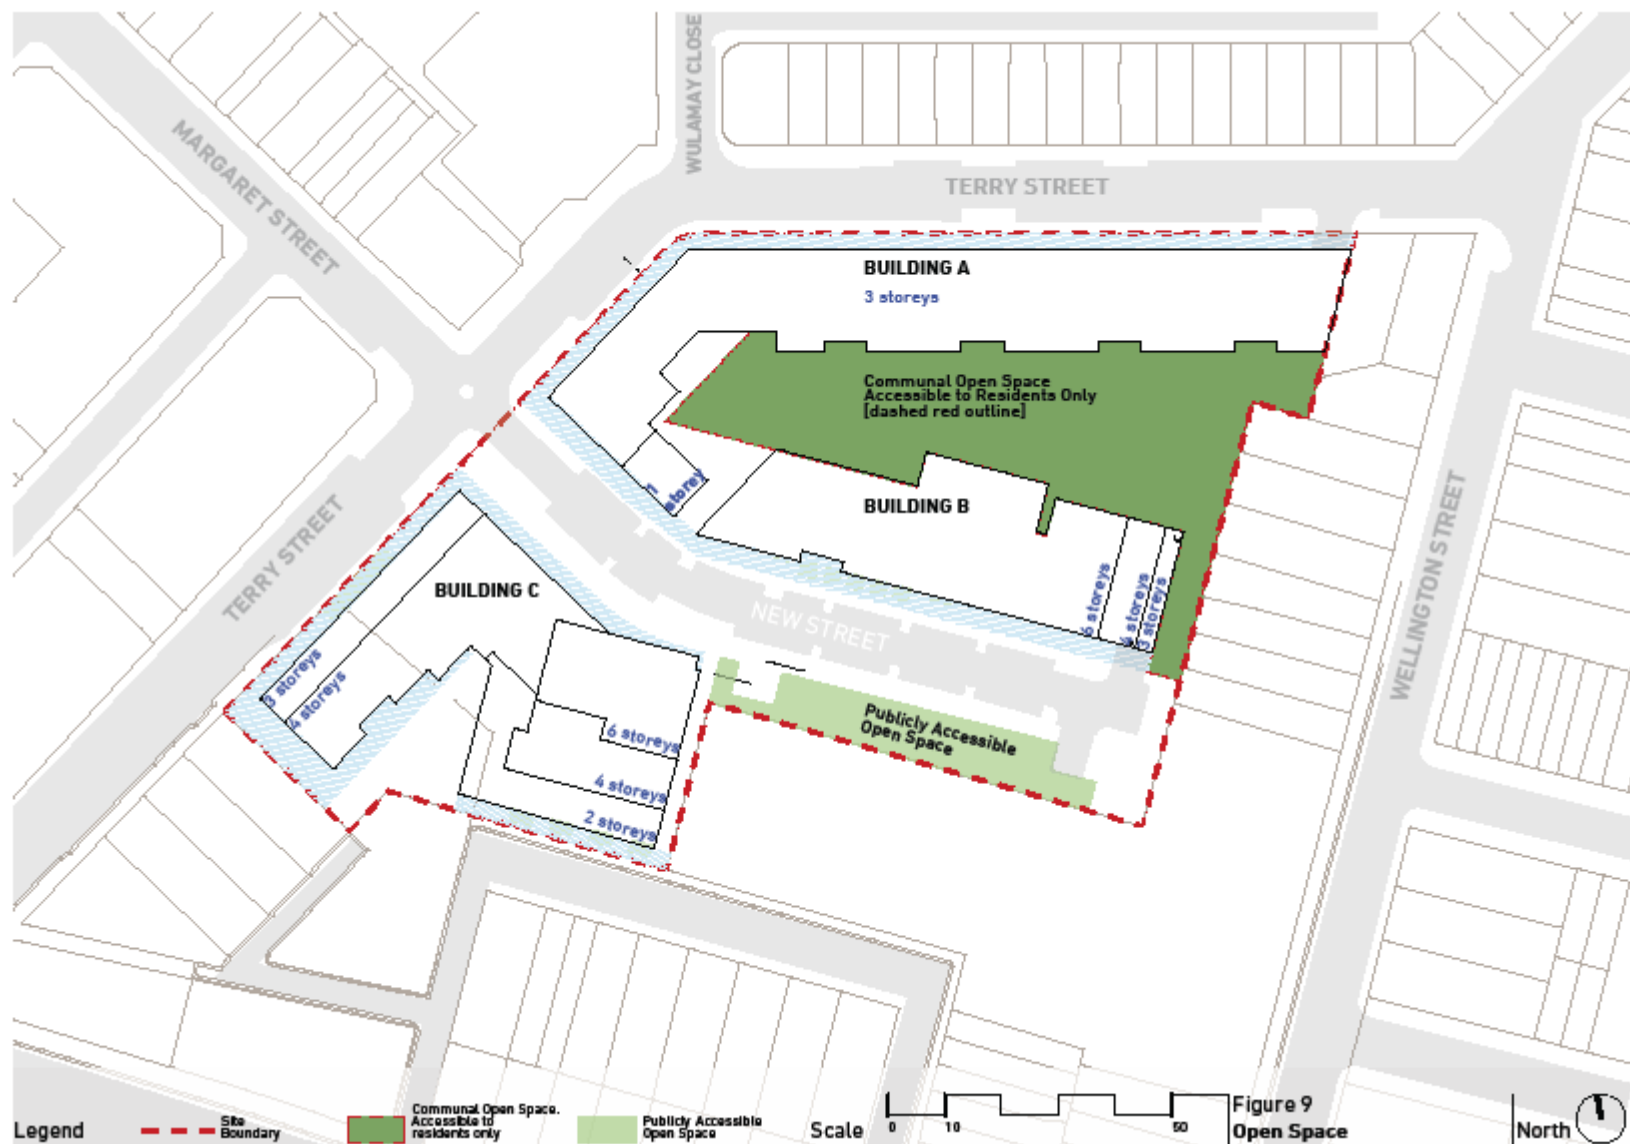 WULAMAY CLOSE
MARGARET STREET
TERRY STREET
BUILDING A
3 storeys
Communal Open Space
Accessible to Residents Only
[dashed red outline]
1
storey
BUILDING B
6 storeys
4 storeys
3 storeys
WELLINGTON STREET
TERRY STREET
BUILDING C
NEW STREET
3 storeys
4 storeys
Publicly Accessible
Open Space
6 storeys
4 storeys
2 storeys
Legend
Site
Boundary
Communal Open Space.
Accessible to
residents only
Publicly Accessible
Open Space
Scale
0 10 50
Figure 9
Open Space
North